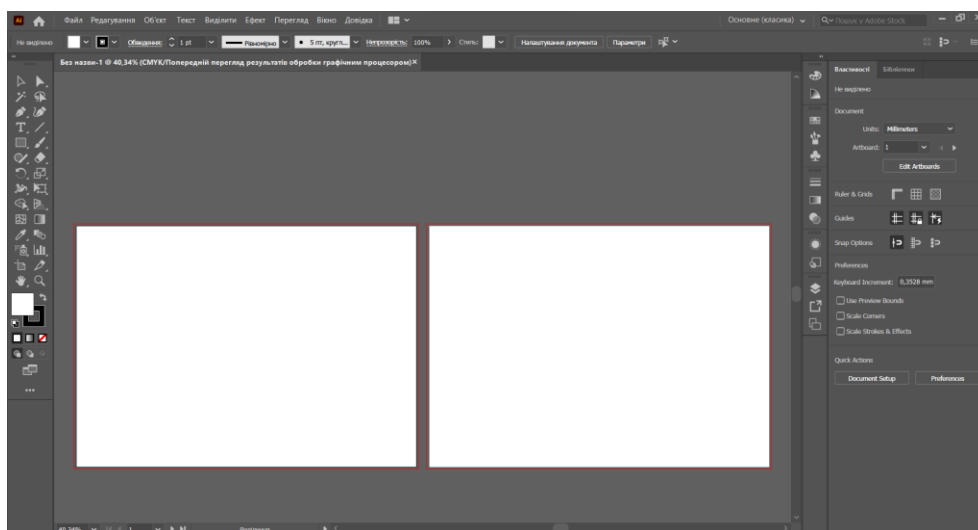 Ai Файл Редагування Об'єкт Текст Виділити Ефект Перегляд Вікно Довідка Основне (класика) Пошук у Adobe Stock
Не виділено Обведення: 1 pt Рівномірно 5 пт, кругл... Непрозорість: 100% Стиль: Налаштування документа Параметри
Без назви-1 @ 40,34% (CMYK/Попередній перегляд результатів обробки графічним процесором)
Властивості Бібліотеки
Не виділено
Document
Units: Millimeters
Artboard: 1
Edit Artboards
Ruler & Grids
Guides
Snap Options
Preferences
Keyboard Increment: 0,3528 mm
Use Preview Bounds
Scale Corners
Scale Strokes & Effects
Quick Actions
Document Setup Preferences
40,34% 1